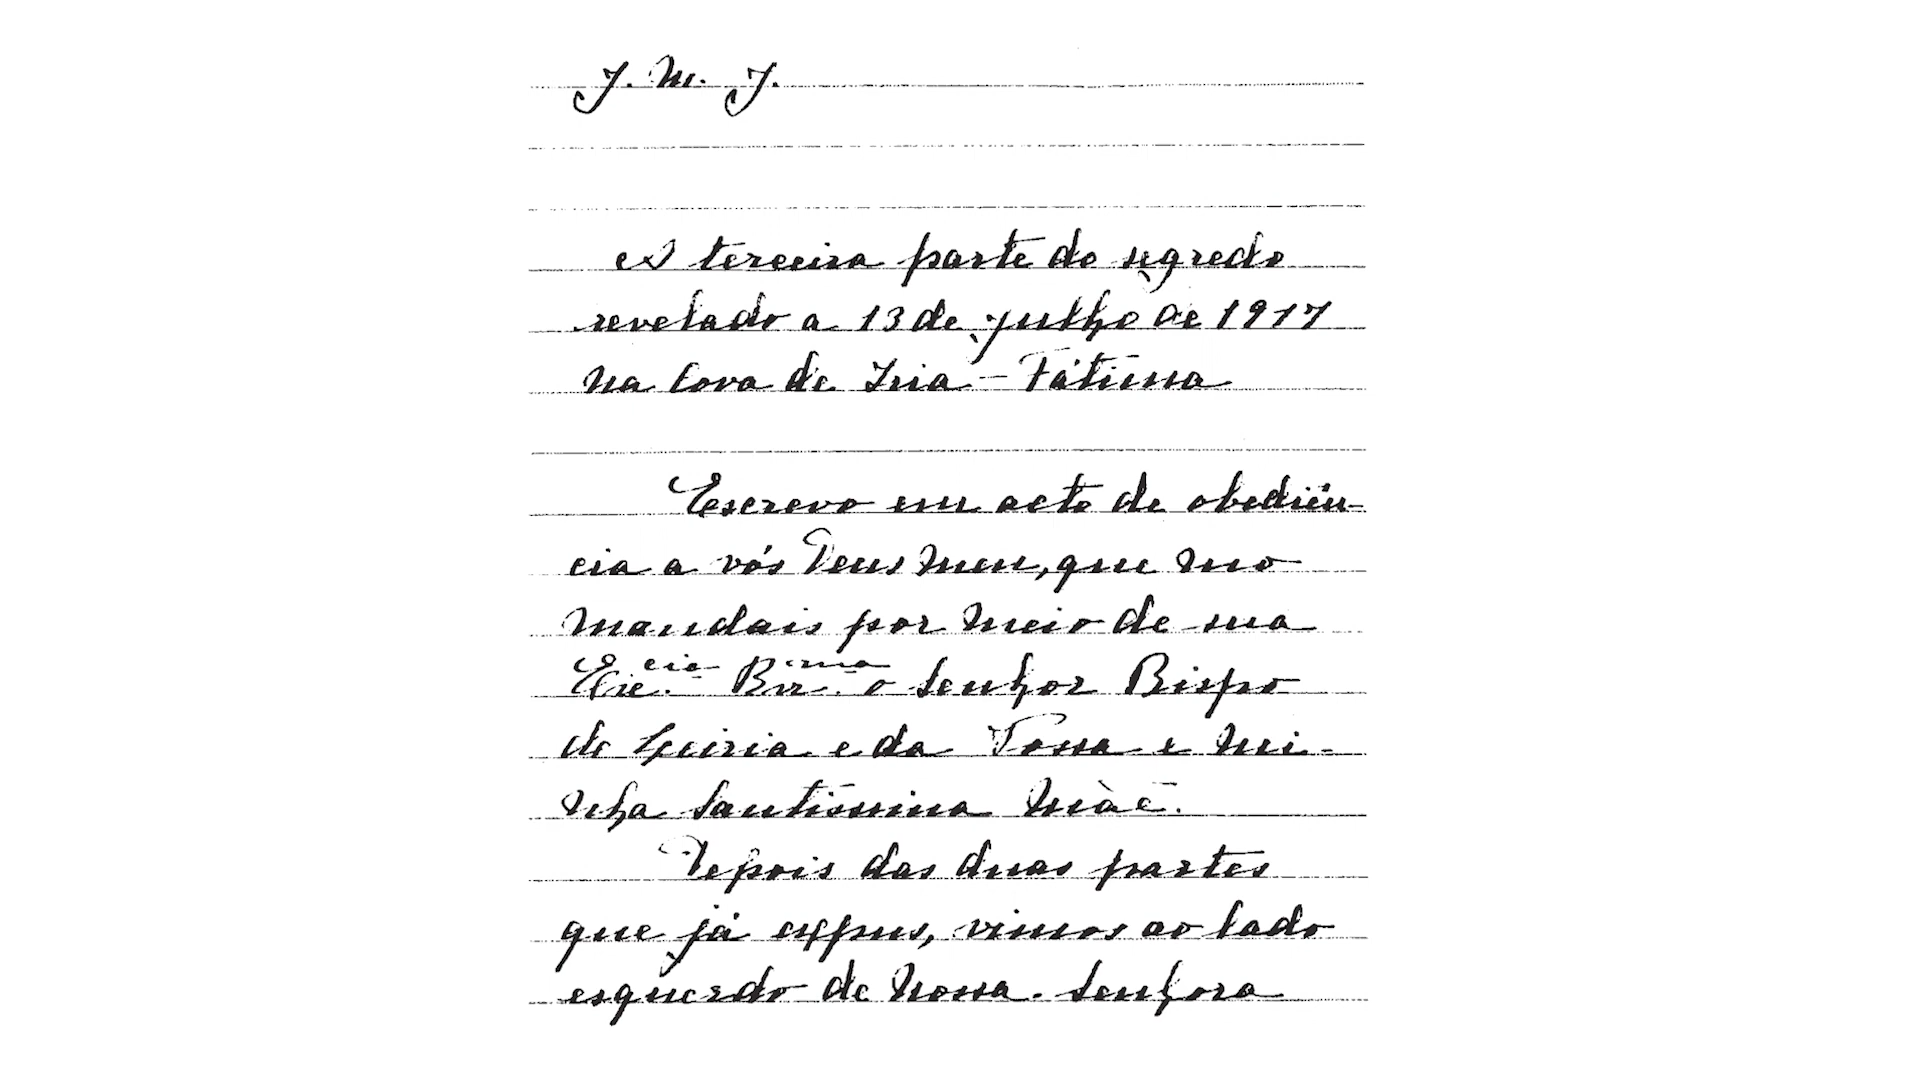 J. M. J.
A terceira parte do segredo
revelado a 13 de julho de 1917
na Cova de Iria – Fátima
Escrevo em acto de obediên-
cia a vós Deus meu, que mo
mandais por meio de sua
Ex.cia Rev.ma o Senhor Bispo
de Leiria e da Vossa e mi-
nha Santíssima Mãe.
Depois das duas partes
que já expus, vimos ao lado
esquerdo de Nossa Senhora